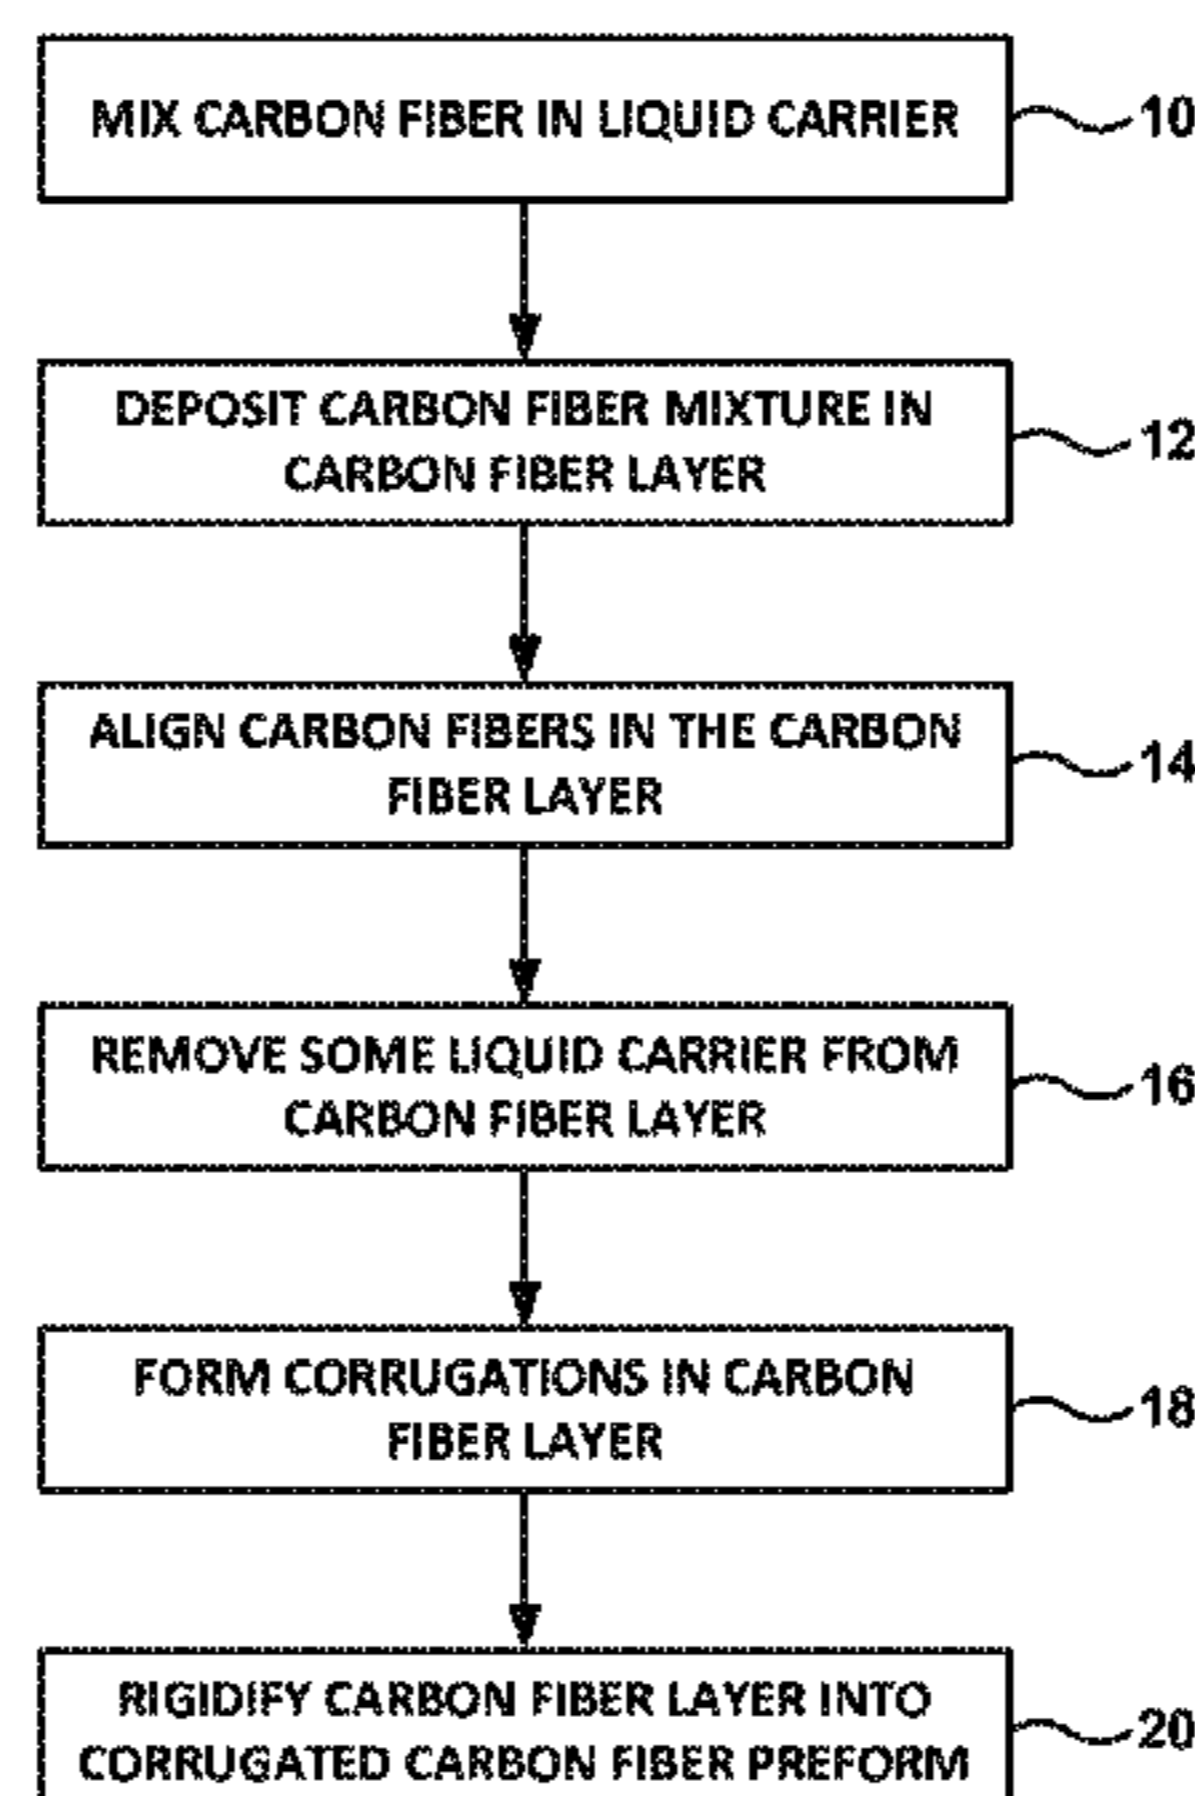 MIX CARBON FIBER IN LIQUID CARRIER
10
DEPOSIT CARBON FIBER MIXTURE IN
CARBON FIBER LAYER
12
ALIGN CARBON FIBERS IN THE CARBON
FIBER LAYER
14
REMOVE SOME LIQUID CARRIER FROM
CARBON FIBER LAYER
16
FORM CORRUGATIONS IN CARBON
FIBER LAYER
18
RIGIDIFY CARBON FIBER LAYER INTO
CORRUGATED CARBON FIBER PREFORM
20